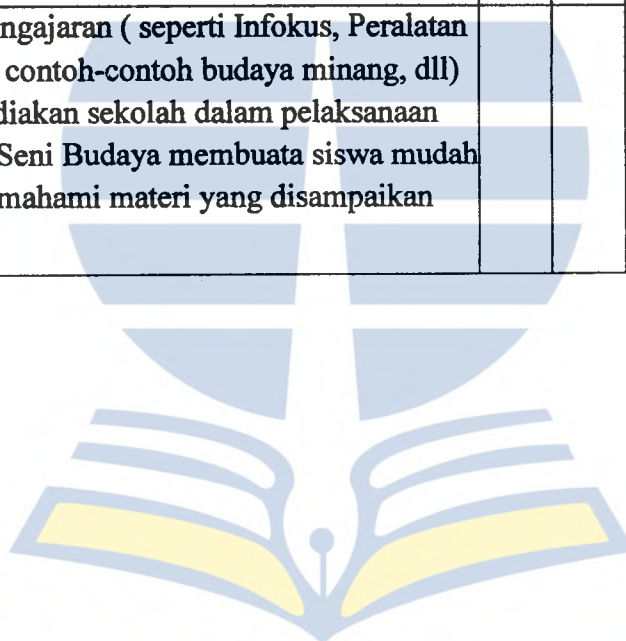 ngajaran ( seperti Infokus, Peralatan
contoh-contoh budaya minang, dll)
diakan sekolah dalam pelaksanaan
Seni Budaya membuata siswa mudah
mahami materi yang disampaikan